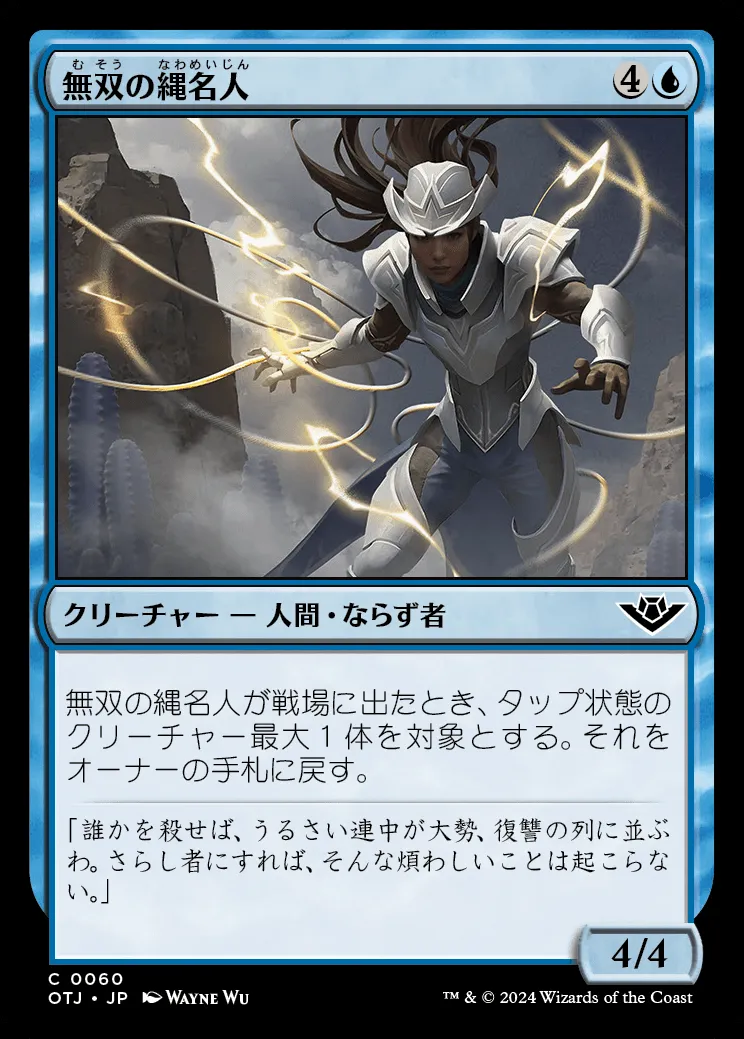 むそう なわめいじん
無双の縄名人
4
クリーチャー — 人間・ならず者
無双の縄名人が戦場に出たとき、タップ状態の
クリーチャー最大1体を対象とする。それを
オーナーの手札に戻す。
「誰かを殺せば、うるさい連中が大勢、復讐の列に並ぶ
わ。さらし者にすれば、そんな煩わしいことは起こらな
い。」
4/4
C 0060
OTJ • JP Wayne Wu
™ & © 2024 Wizards of the Coast